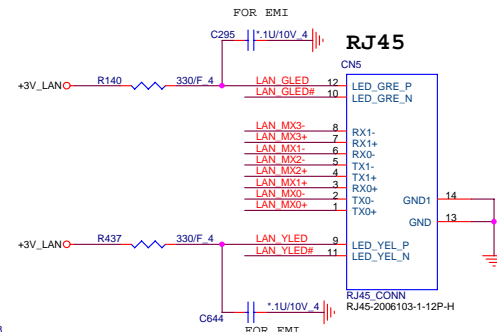 FOR EMI
C295 *.1U/10V_4
RJ45
CN5
+3V_LAN R140 330/F_4 LAN_GLED 12 LED_GRE_P
LAN_GLED# 10 LED_GRE_N
LAN_MX3- 8 RX1-
LAN_MX3+ 7 RX1+
LAN_MX1- 6 RX0-
LAN_MX2- 5 TX1-
LAN_MX2+ 4 TX1+
LAN_MX1+ 3 RX0+
LAN_MX0- 2 TX0-
LAN_MX0+ 1 TX0+
GND1 14
GND 13
+3V_LAN R437 330/F_4 LAN_YLED 9 LED_YEL_P
LAN_YLED# 11 LED_YEL_N
RJ45_CONN
RJ45-2006103-1-12P-H
C644 *.1U/10V_4
FOR EMI